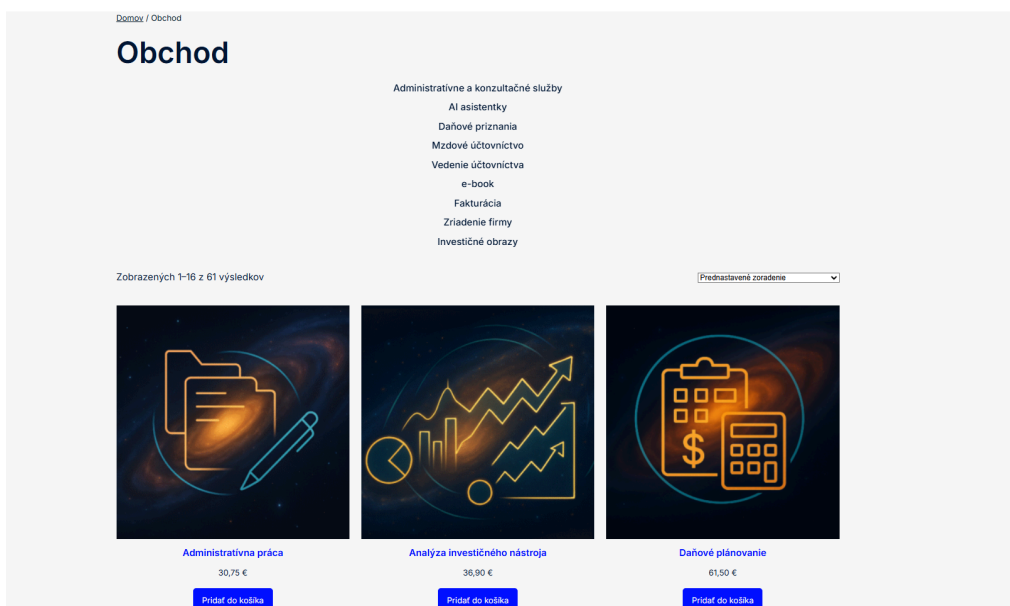 Domov / Obchod
Obchod
Administratívne a konzultačné služby
AI asistentky
Daňové priznania
Mzdové účtovníctvo
Vedenie účtovníctva
e-book
Fakturácia
Zriadenie firmy
Investičné obrazy
Zobrazených 1–16 z 61 výsledkov
Prednastavené zoradenie
$
Administratívna práca
Analýza investičného nástroja
Daňové plánovanie
30,75 €
36,90 €
61,50 €
Pridať do košíka
Pridať do košíka
Pridať do košíka